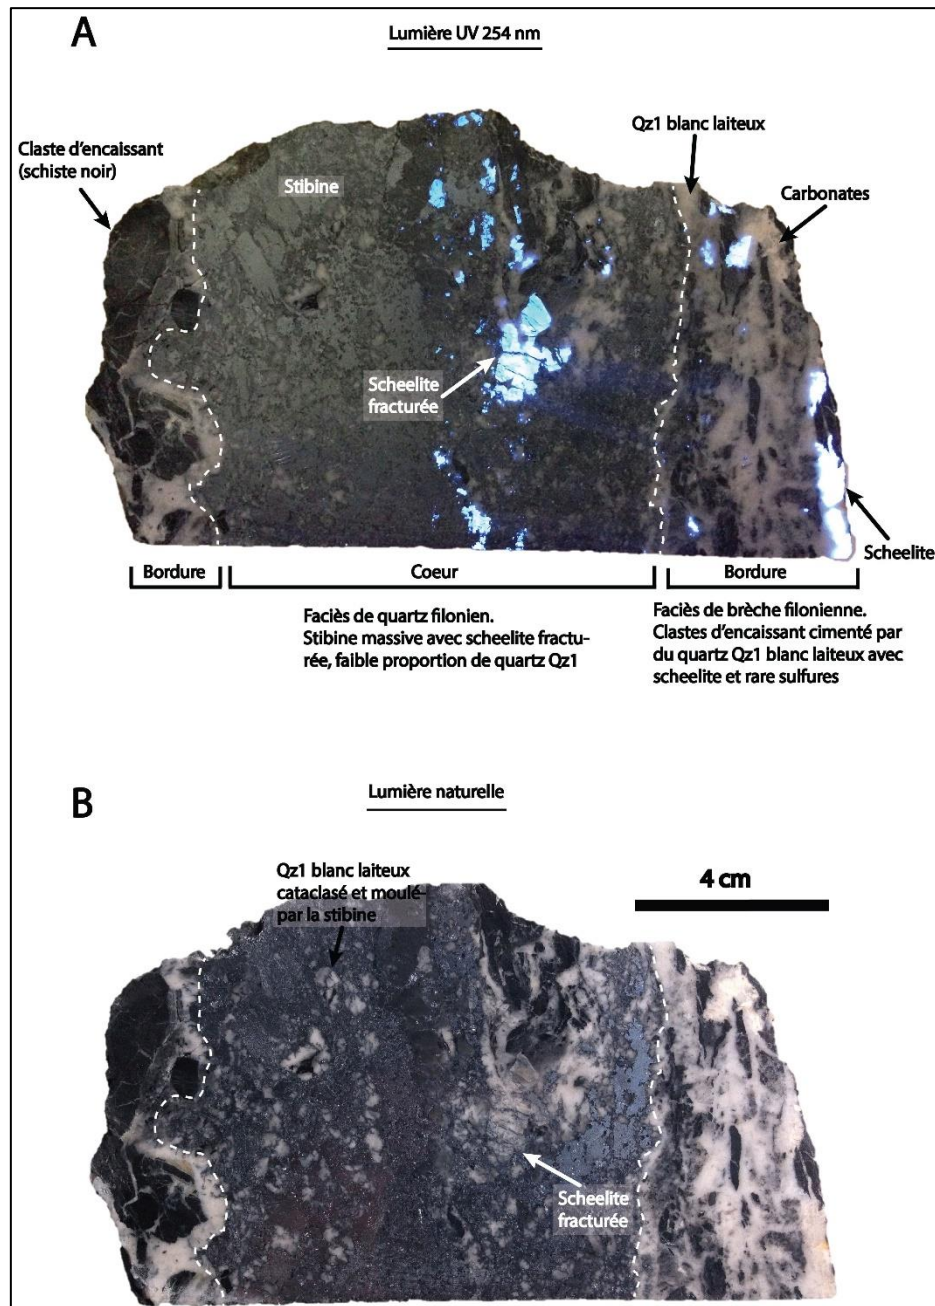 A
Lumière UV 254 nm
Qz1 blanc laiteux
Claste d'encaissant
(schiste noir)
Stibine
Carbonates
Scheelite
fracturée
Scheelite
Bordure
Coeur
Bordure
Faciès de quartz filonien.
Stibine massive avec scheelite fractu-
rée, faible proportion de quartz Qz1
Faciès de brèche filonienne.
Clastes d'encaissant cimenté par
du quartz Qz1 blanc laiteux avec
scheelite et rare sulfures
B
Lumière naturelle
Qz1 blanc laiteux
cataclasé et moulé
par la stibine
4 cm
Scheelite
fracturée